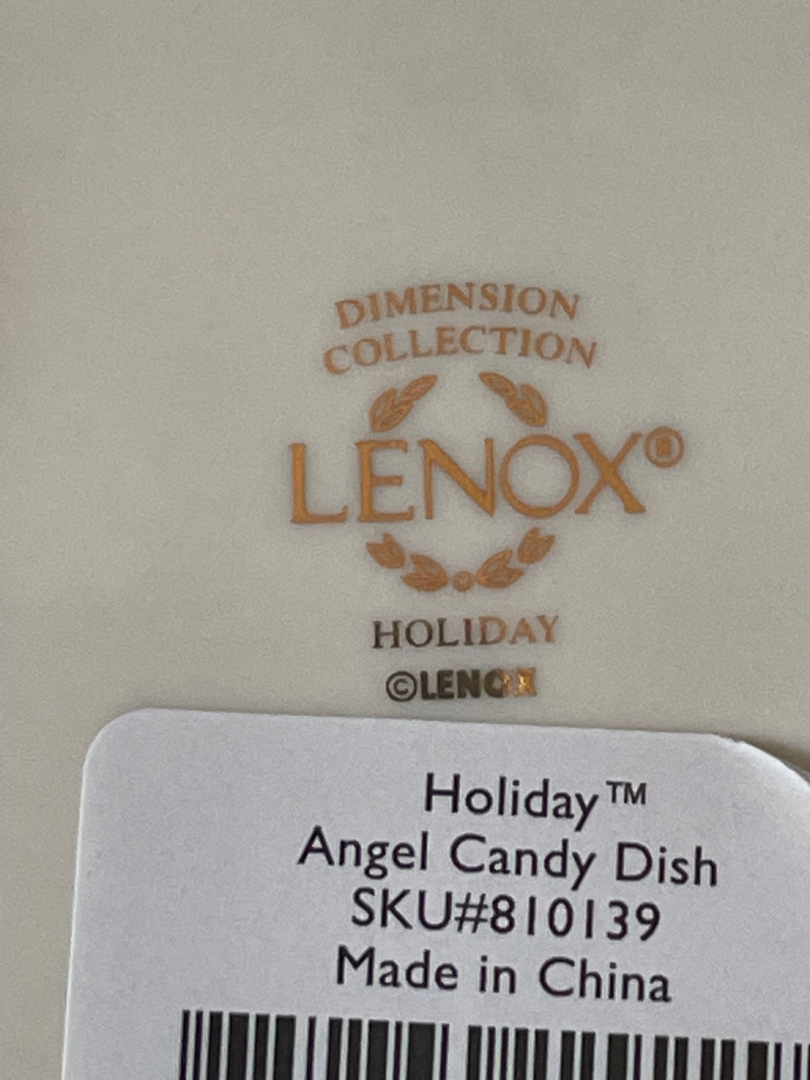 DIMENSION
COLLECTION
LENOX®
HOLIDAY
©LENOX
Holiday™
Angel Candy Dish
SKU#810139
Made in China